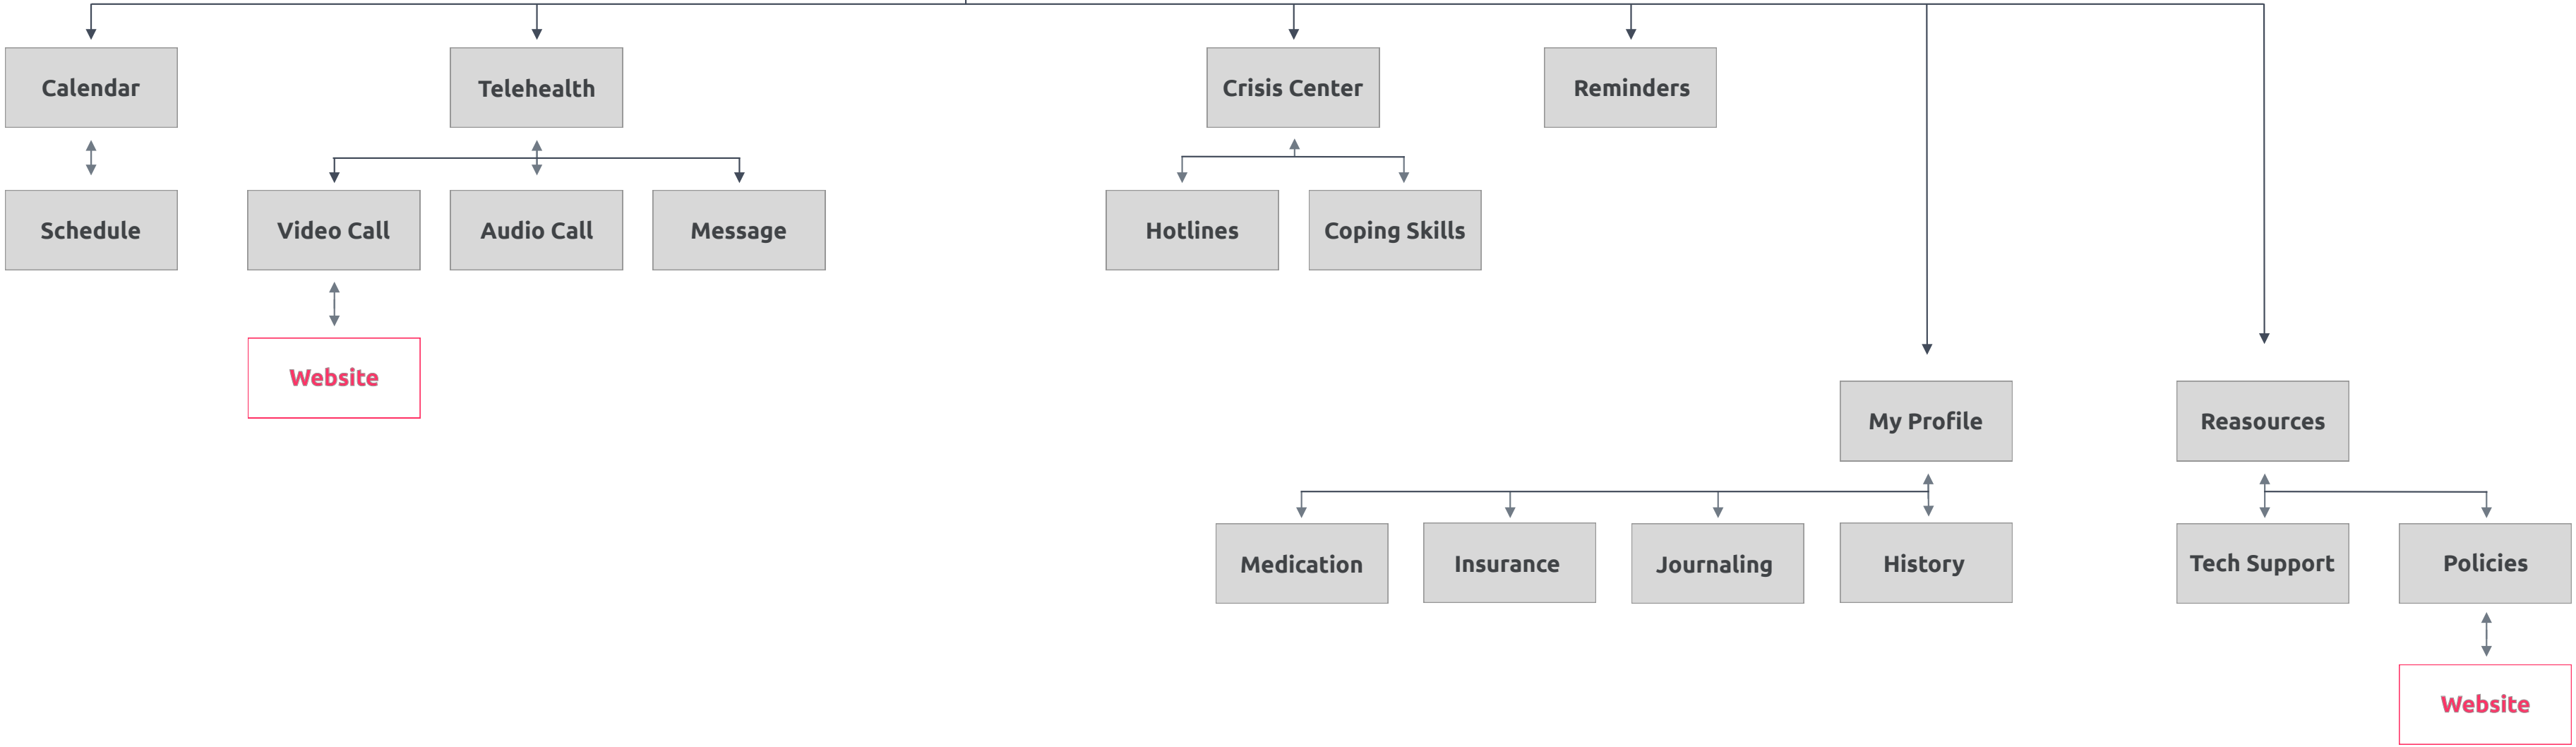 Calendar
Telehealth
Crisis Center
Reminders
Schedule
Video Call
Audio Call
Message
Hotlines
Coping Skills
Website
My Profile
Reasources
Medication
Insurance
Journaling
History
Tech Support
Policies
Website